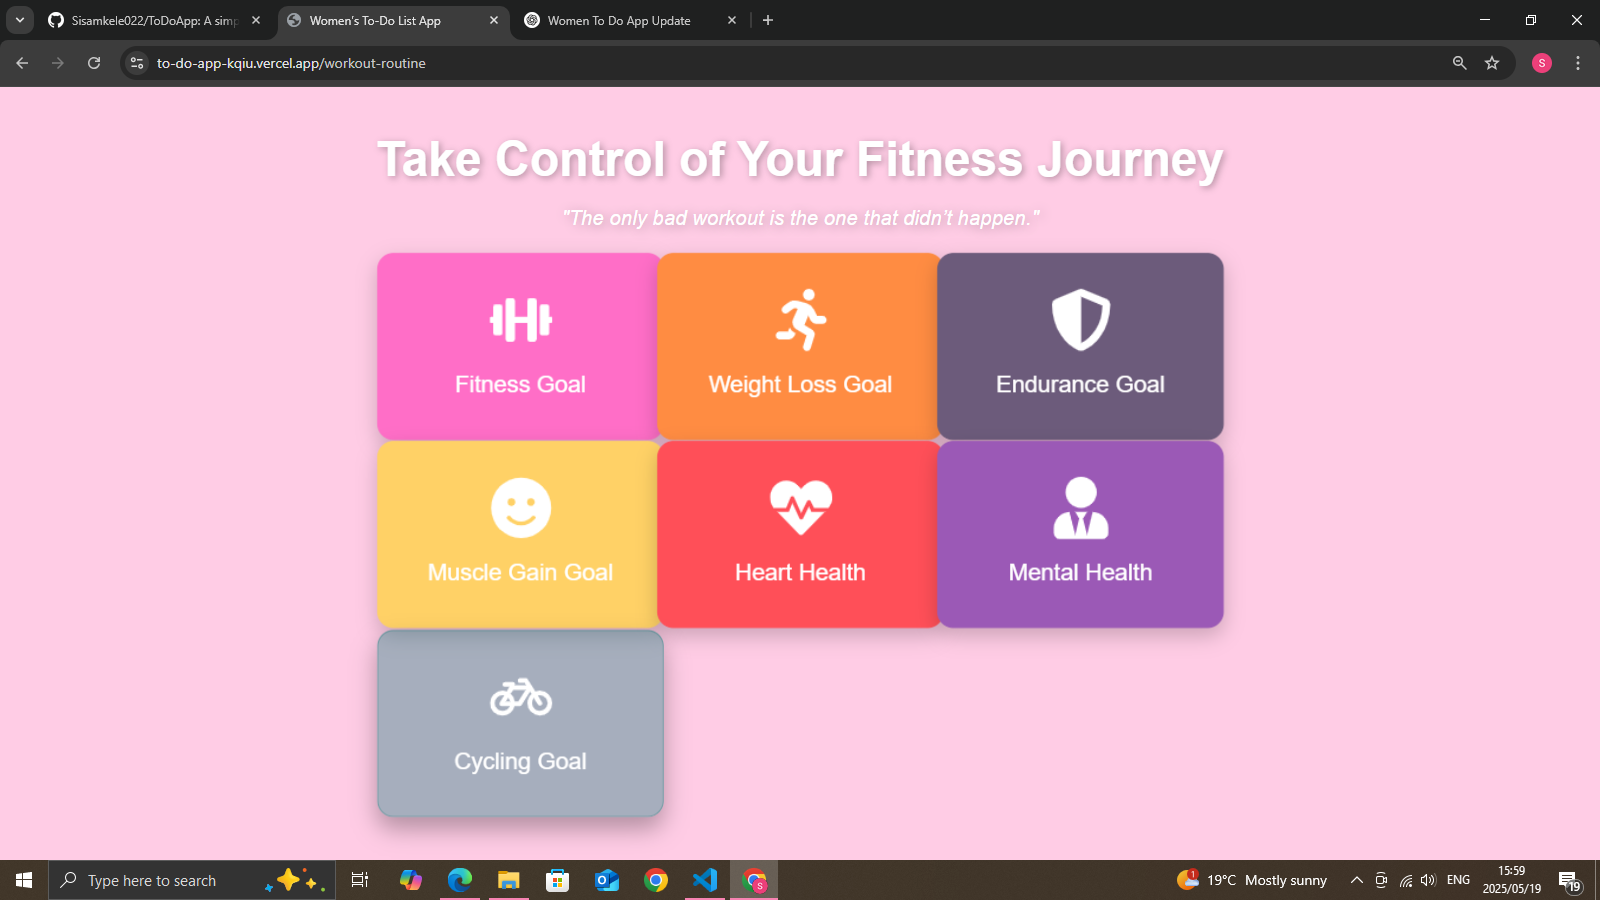 Sisamkele022/ToDoApp: A simp
Women's To-Do List App
Women To Do App Update
to-do-app-kqiu.vercel.app/workout-routine
S
Take Control of Your Fitness Journey
"The only bad workout is the one that didn't happen."
Fitness Goal
Weight Loss Goal
Endurance Goal
Muscle Gain Goal
Heart Health
Mental Health
Cycling Goal
Type here to search
S
1
19°C Mostly sunny
ENG
15:59
2025/05/19
19